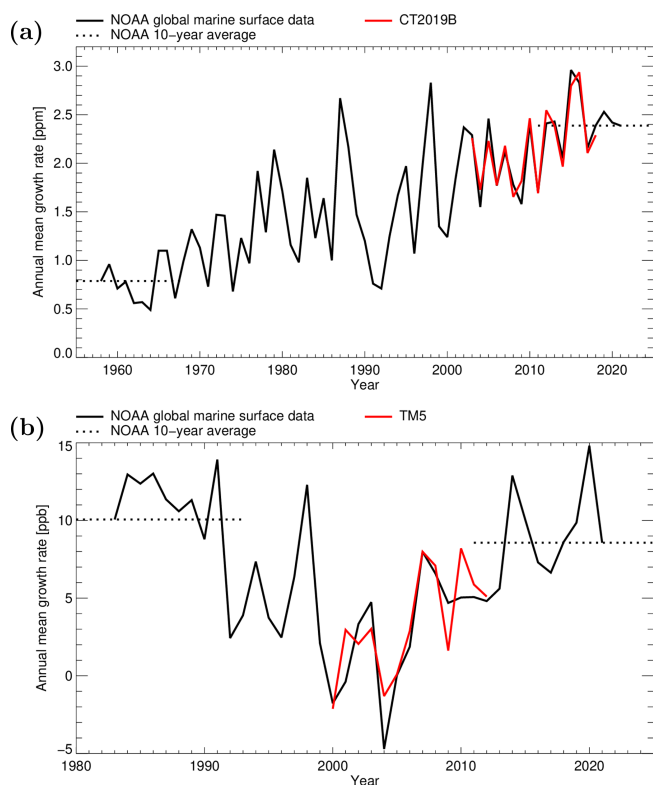 (a)
NOAA global marine surface data CT2019B
NOAA 10−year average
Annual mean growth rate [ppm]
3.0
2.5
2.0
1.5
1.0
0.5
0.0
1960 1970 1980 1990 2000 2010 2020
Year
(b)
NOAA global marine surface data TM5
NOAA 10−year average
Annual mean growth rate [ppb]
15
10
5
0
−5
1980 1990 2000 2010 2020
Year